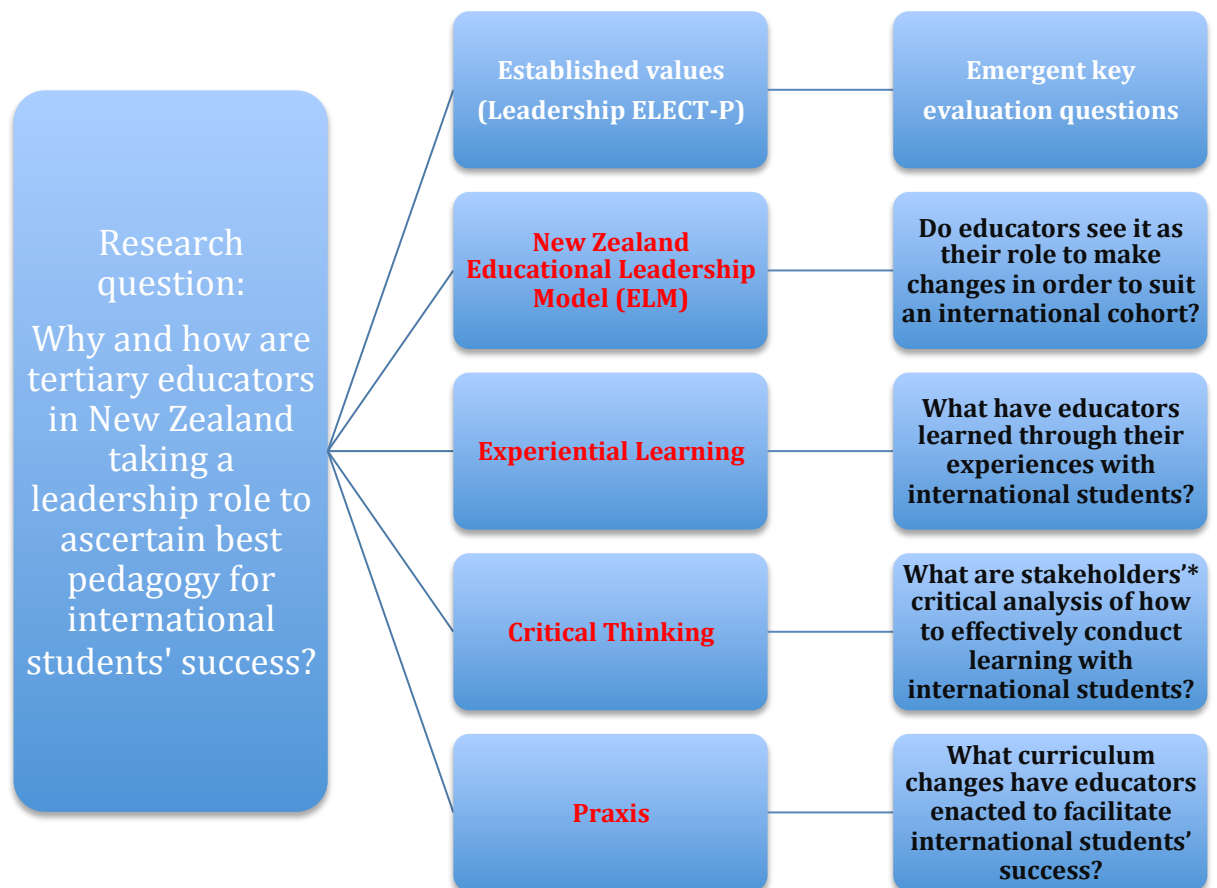 Research
question:
Why and how are
tertiary educators
in New Zealand
taking a
leadership role to
ascertain best
pedagogy for
international
students' success?
Established values
(Leadership ELECT-P)
Emergent key
evaluation questions
New Zealand
Educational Leadership
Model (ELM)
Do educators see it as
their role to make
changes in order to suit
an international cohort?
Experiential Learning
What have educators
learned through their
experiences with
international students?
Critical Thinking
What are stakeholders’*
critical analysis of how
to effectively conduct
learning with
international students?
Praxis
What curriculum
changes have educators
enacted to facilitate
international students’
success?